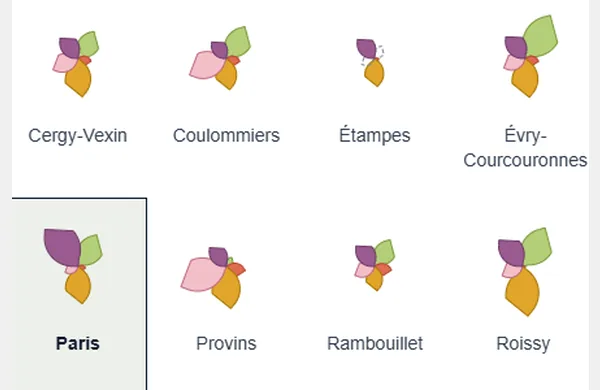 Cergy-Vexin
Coulommiers
Étampes
Évry-
Courcouronnes
Paris
Provins
Rambouillet
Roissy